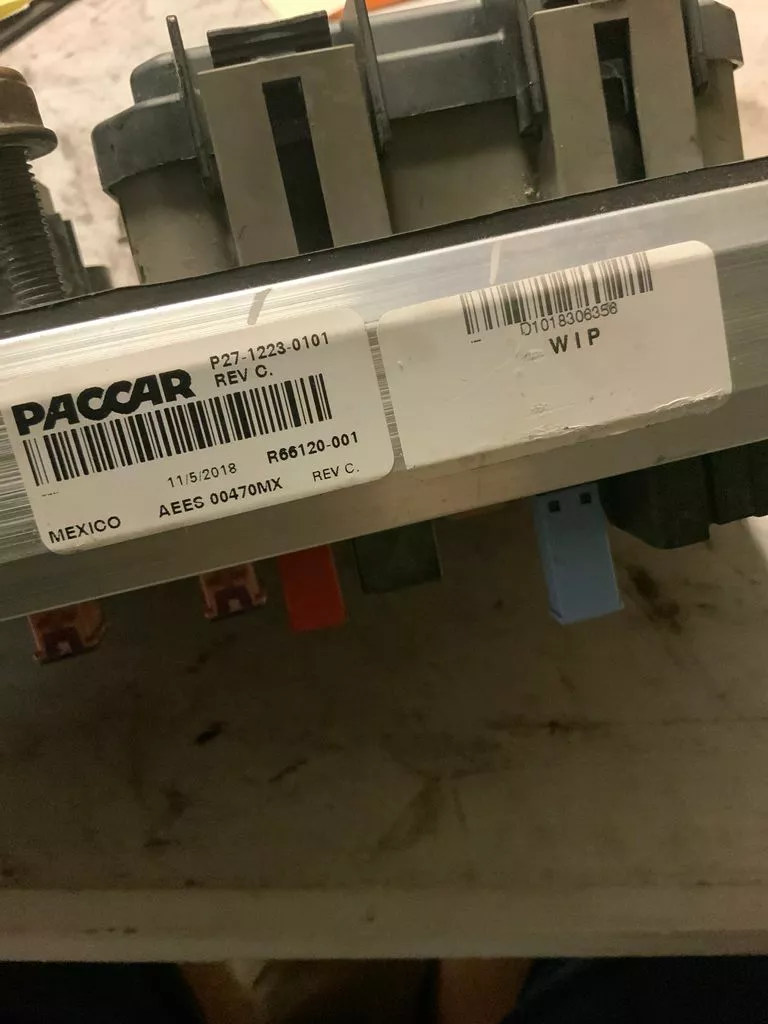 PACCAR
P27-1223-0101
REV C.
11/5/2018
R66120-001
MEXICO
AEES 00470MX
REV C.
D1018306356
WIP